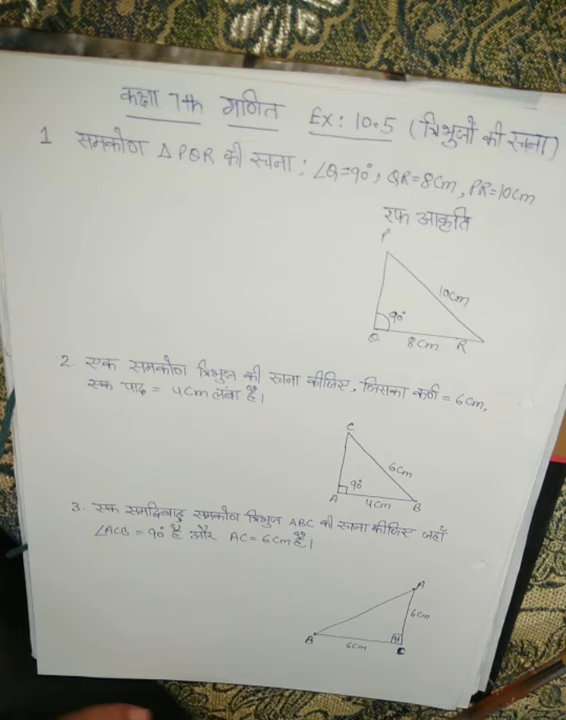 कक्षा 7th गणित Ex: 10.5 (त्रिभुजों की रचना)
1 समकोण △PQR की रचना: ∠Q=90°, QR=8cm, PR=10cm
रफ आकृति
P
10cm
90°
Q 8cm R
2. एक समकोण त्रिभुज की रचना कीजिए, जिसका कर्ण = 6cm,
एक पाद = 4cm लंबा है।
C
6cm
90
A 4cm B
3. एक समद्विबाहु समकोण त्रिभुज ABC की रचना कीजिए जहाँ
∠ACB = 90° है और AC = 6cm है।
A
6cm
6cm
C